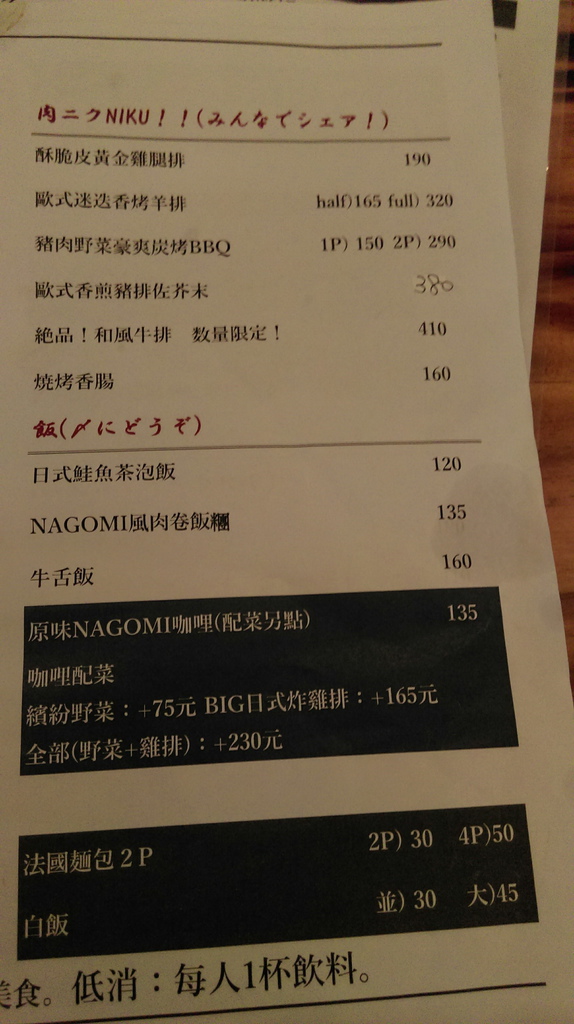 肉ニクNIKU！！(みんなでシェア！)
酥脆皮黃金雞腿排 190
歐式迷迭香烤羊排 half)165 full) 320
豬肉野菜豪爽炭烤BBQ 1P) 150 2P) 290
歐式香煎豬排佐芥末 380
絶品！和風牛排 数量限定！ 410
燒烤香腸 160
飯(〆にどうぞ)
日式鮭魚茶泡飯 120
NAGOMI風肉卷飯糰 135
牛舌飯 160
原味NAGOMI咖哩(配菜另點) 135
咖哩配菜
繽紛野菜：+75元 BIG日式炸雞排：+165元
全部(野菜+雞排)：+230元
法國麵包２P 2P) 30 4P)50
白飯 並) 30 大)45
美食。低消：每人1杯飲料。